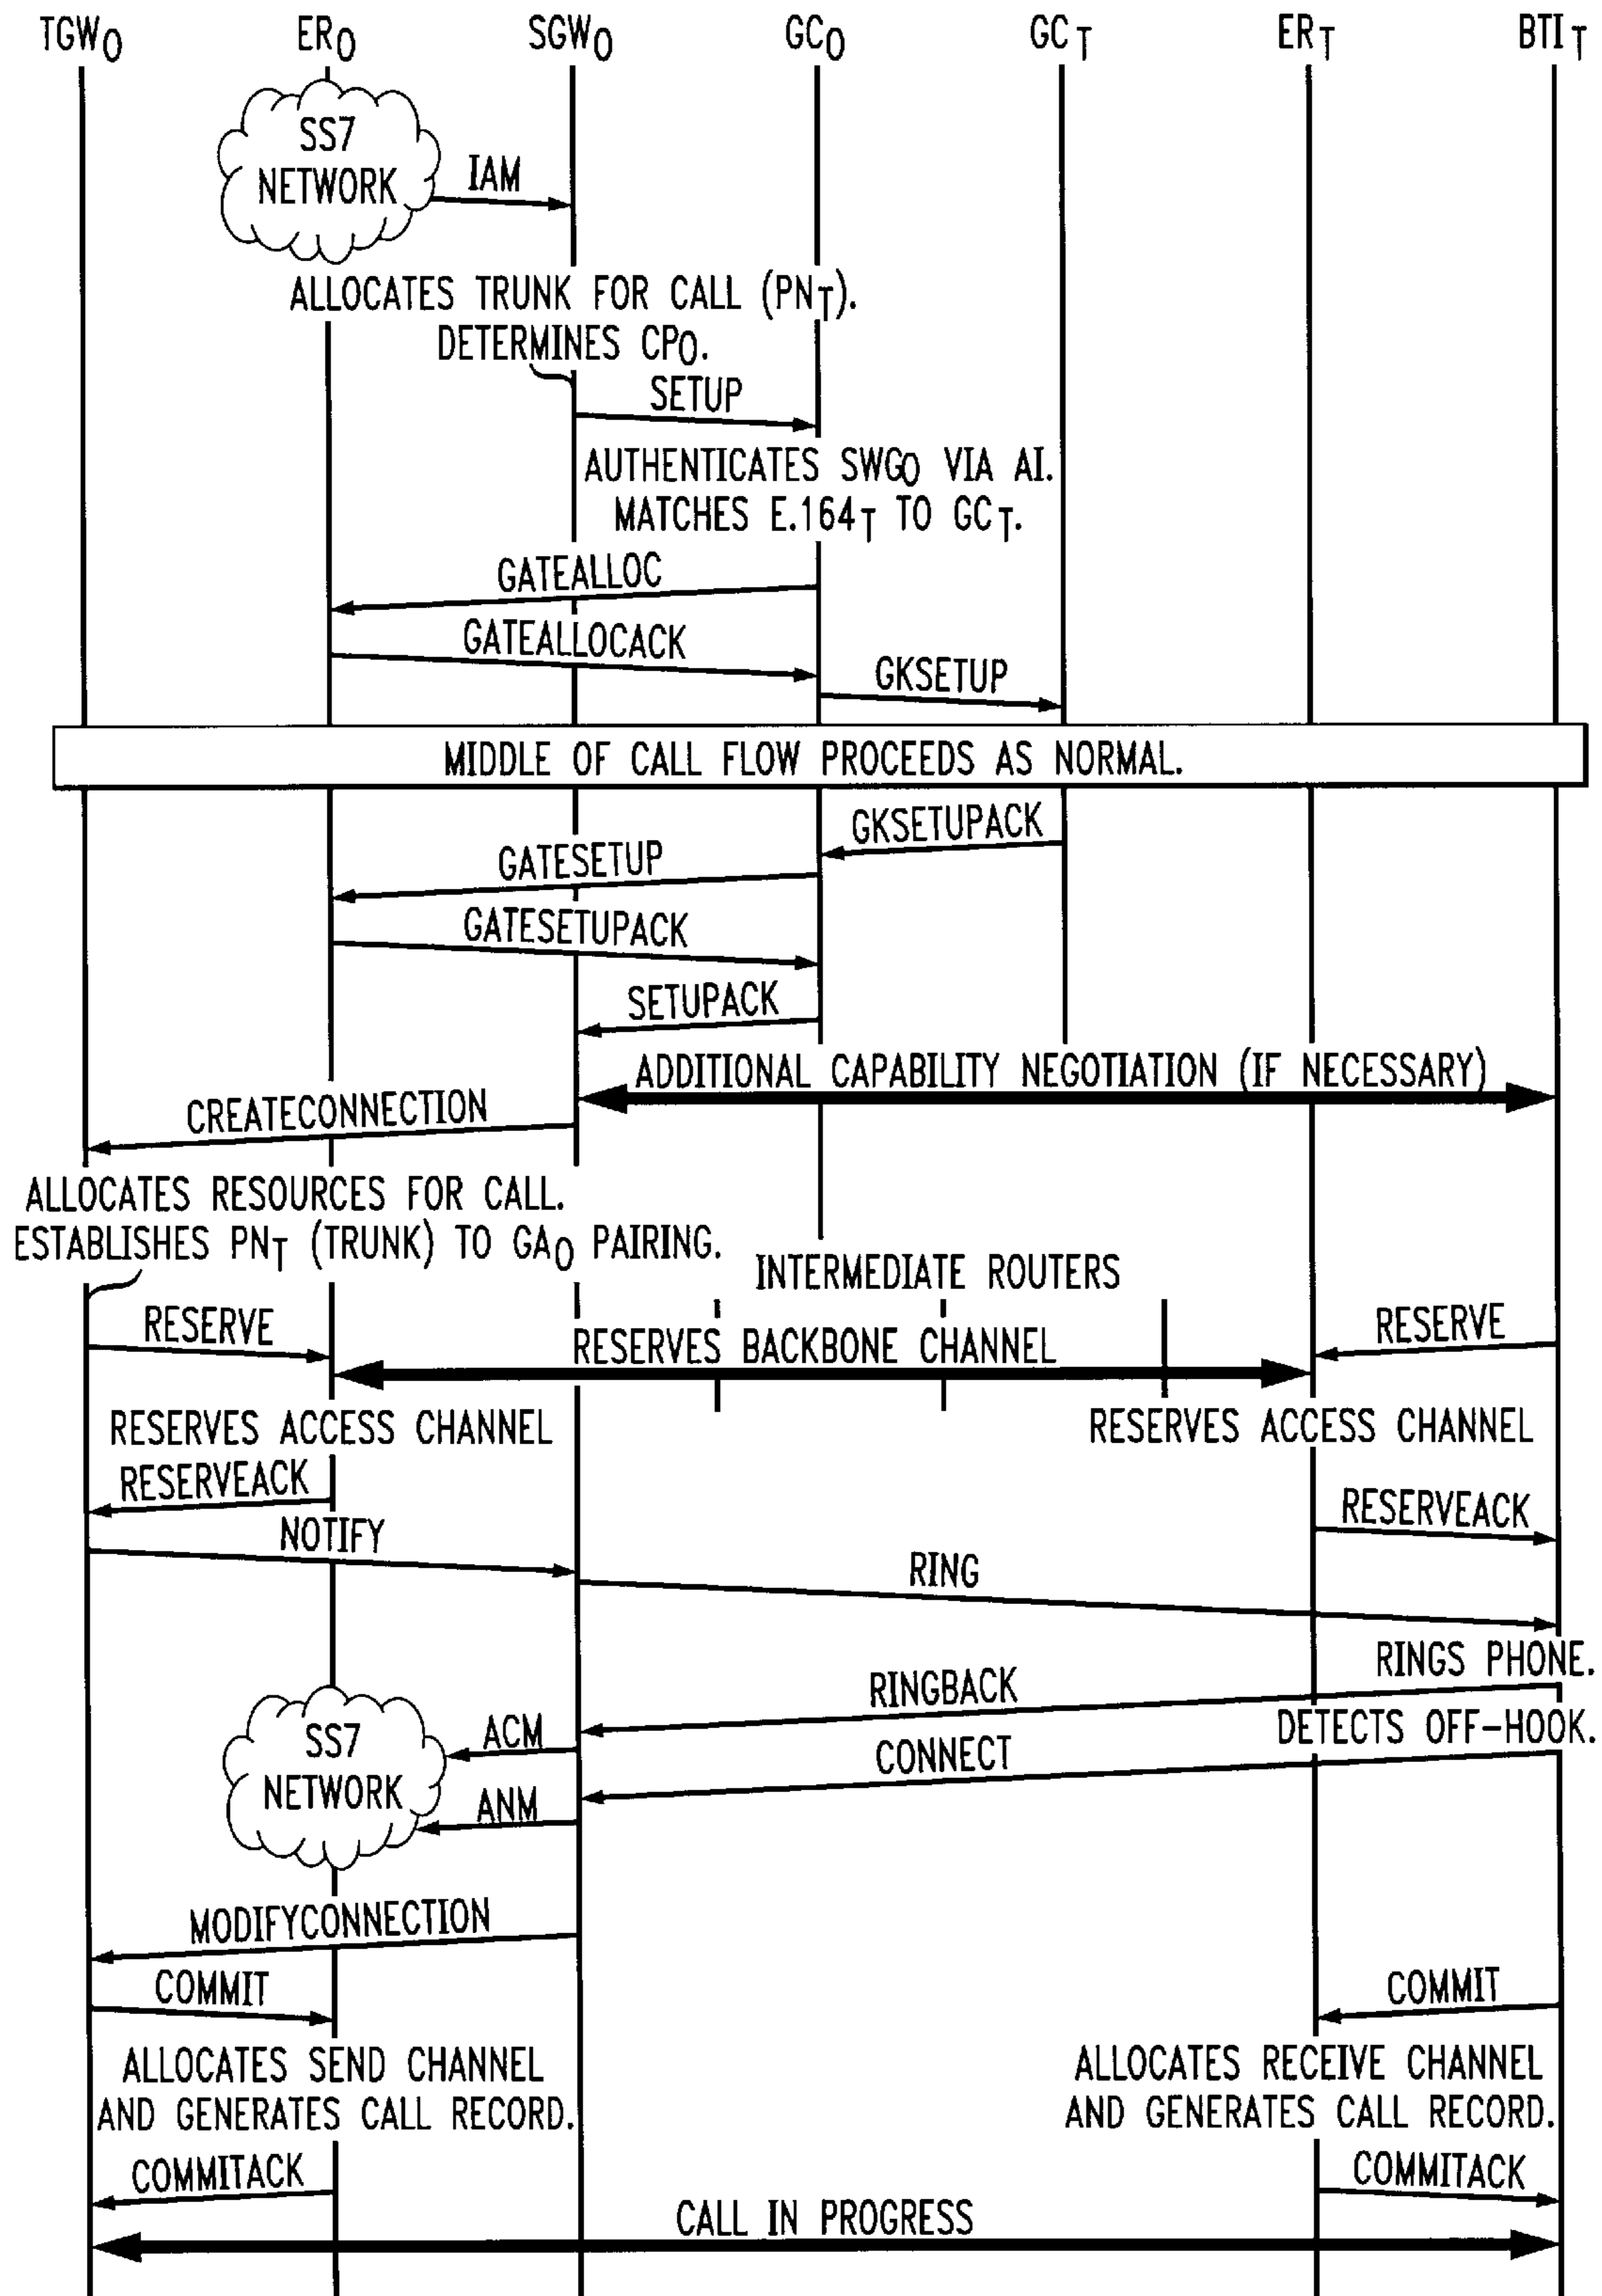 TGWO ERO SGWO GCO GCT ERT BTIT
SS7
NETWORK
IAM
ALLOCATES TRUNK FOR CALL (PNT).
DETERMINES CPO.
SETUP
AUTHENTICATES SWGO VIA AI.
MATCHES E.164T TO GCT.
GATEALLOC
GATEALLOCACK
GKSETUP
MIDDLE OF CALL FLOW PROCEEDS AS NORMAL.
GKSETUPACK
GATESETUP
GATESETUPACK
SETUPACK
ADDITIONAL CAPABILITY NEGOTIATION (IF NECESSARY)
CREATECONNECTION
ALLOCATES RESOURCES FOR CALL.
ESTABLISHES PNT (TRUNK) TO GAO PAIRING.
INTERMEDIATE ROUTERS
RESERVE
RESERVES BACKBONE CHANNEL
RESERVE
RESERVES ACCESS CHANNEL
RESERVES ACCESS CHANNEL
RESERVEACK
RESERVEACK
NOTIFY
RING
RINGS PHONE.
RINGBACK
DETECTS OFF-HOOK.
SS7
NETWORK
ACM
CONNECT
ANM
MODIFYCONNECTION
COMMIT
COMMIT
ALLOCATES SEND CHANNEL
AND GENERATES CALL RECORD.
ALLOCATES RECEIVE CHANNEL
AND GENERATES CALL RECORD.
COMMITACK
COMMITACK
CALL IN PROGRESS